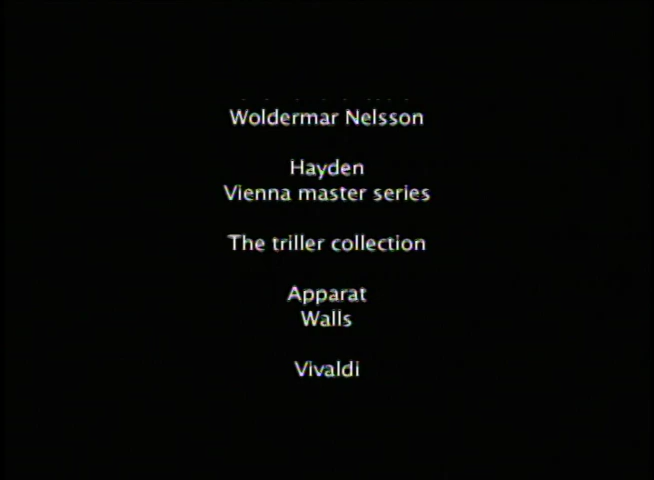 Woldermar Nelsson
Hayden
Vienna master series
The triller collection
Apparat
Walls
Vivaldi